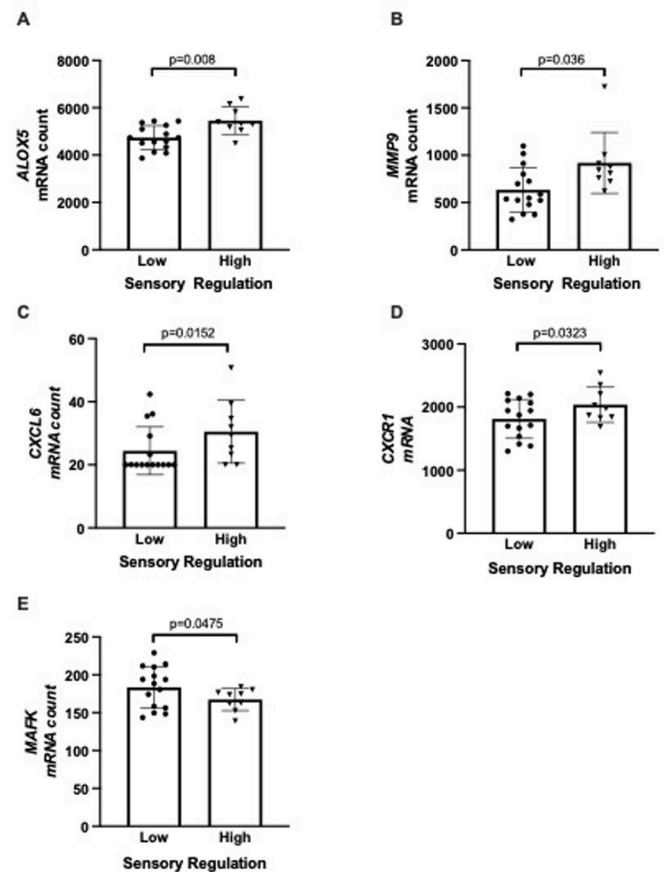 A
ALOX5
mRNA count
8000
6000
4000
2000
0
p=0.008
Low High
Sensory Regulation
B
MMP9
mRNA count
2000
1500
1000
500
0
p=0.036
Low High
Sensory Regulation
C
CXCL6
mRNA count
60
40
20
0
p=0.0152
Low High
Sensory Regulation
D
CXCR1
mRNA
3000
2000
1000
0
p=0.0323
Low High
Sensory Regulation
E
MAFK
mRNA count
250
200
150
100
50
0
p=0.0475
Low High
Sensory Regulation